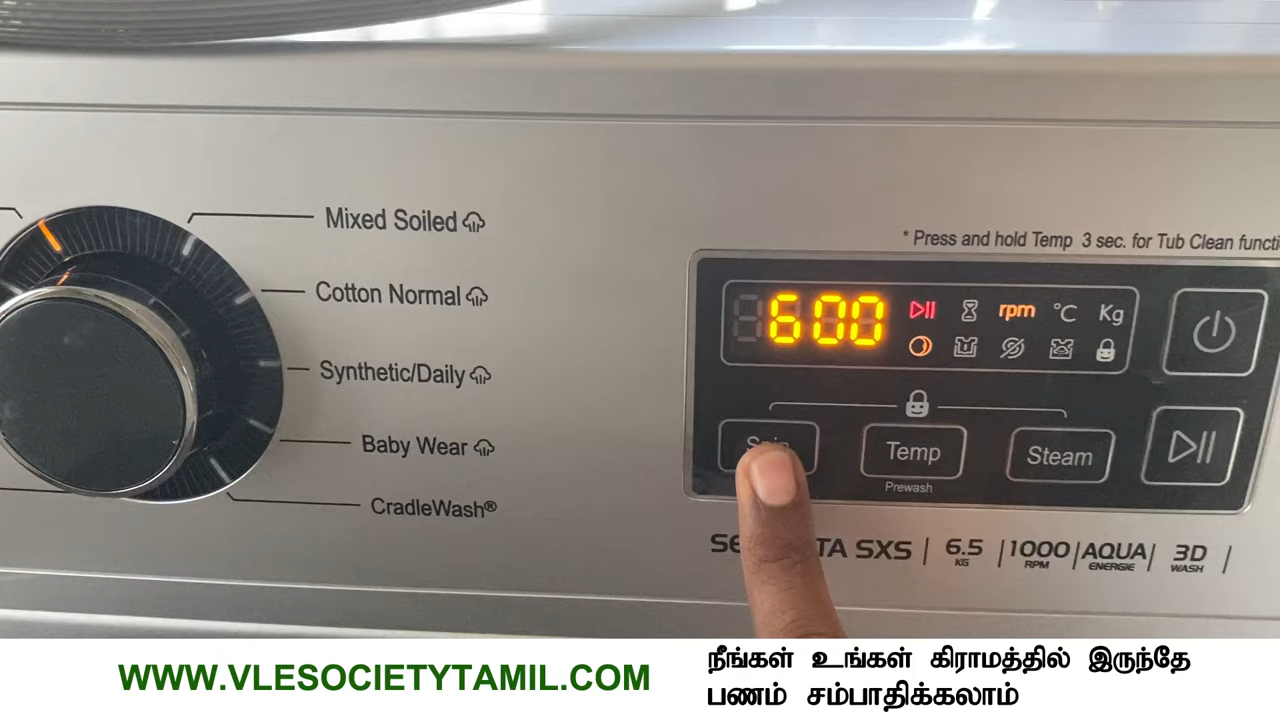 Mixed Soiled
Cotton Normal
Synthetic/Daily
Baby Wear
CradleWash®
* Press and hold Temp 3 sec. for Tub Clean
600
rpm °C Kg
Temp
Steam
Prewash
SXS | 6.5 KG | 1000 RPM | AQUA ENERGIE | 3D WASH |
WWW.VLESOCIETYTAMIL.COM
நீங்கள் உங்கள் கிராமத்தில் இருந்தே
பணம் சம்பாதிக்கலாம்